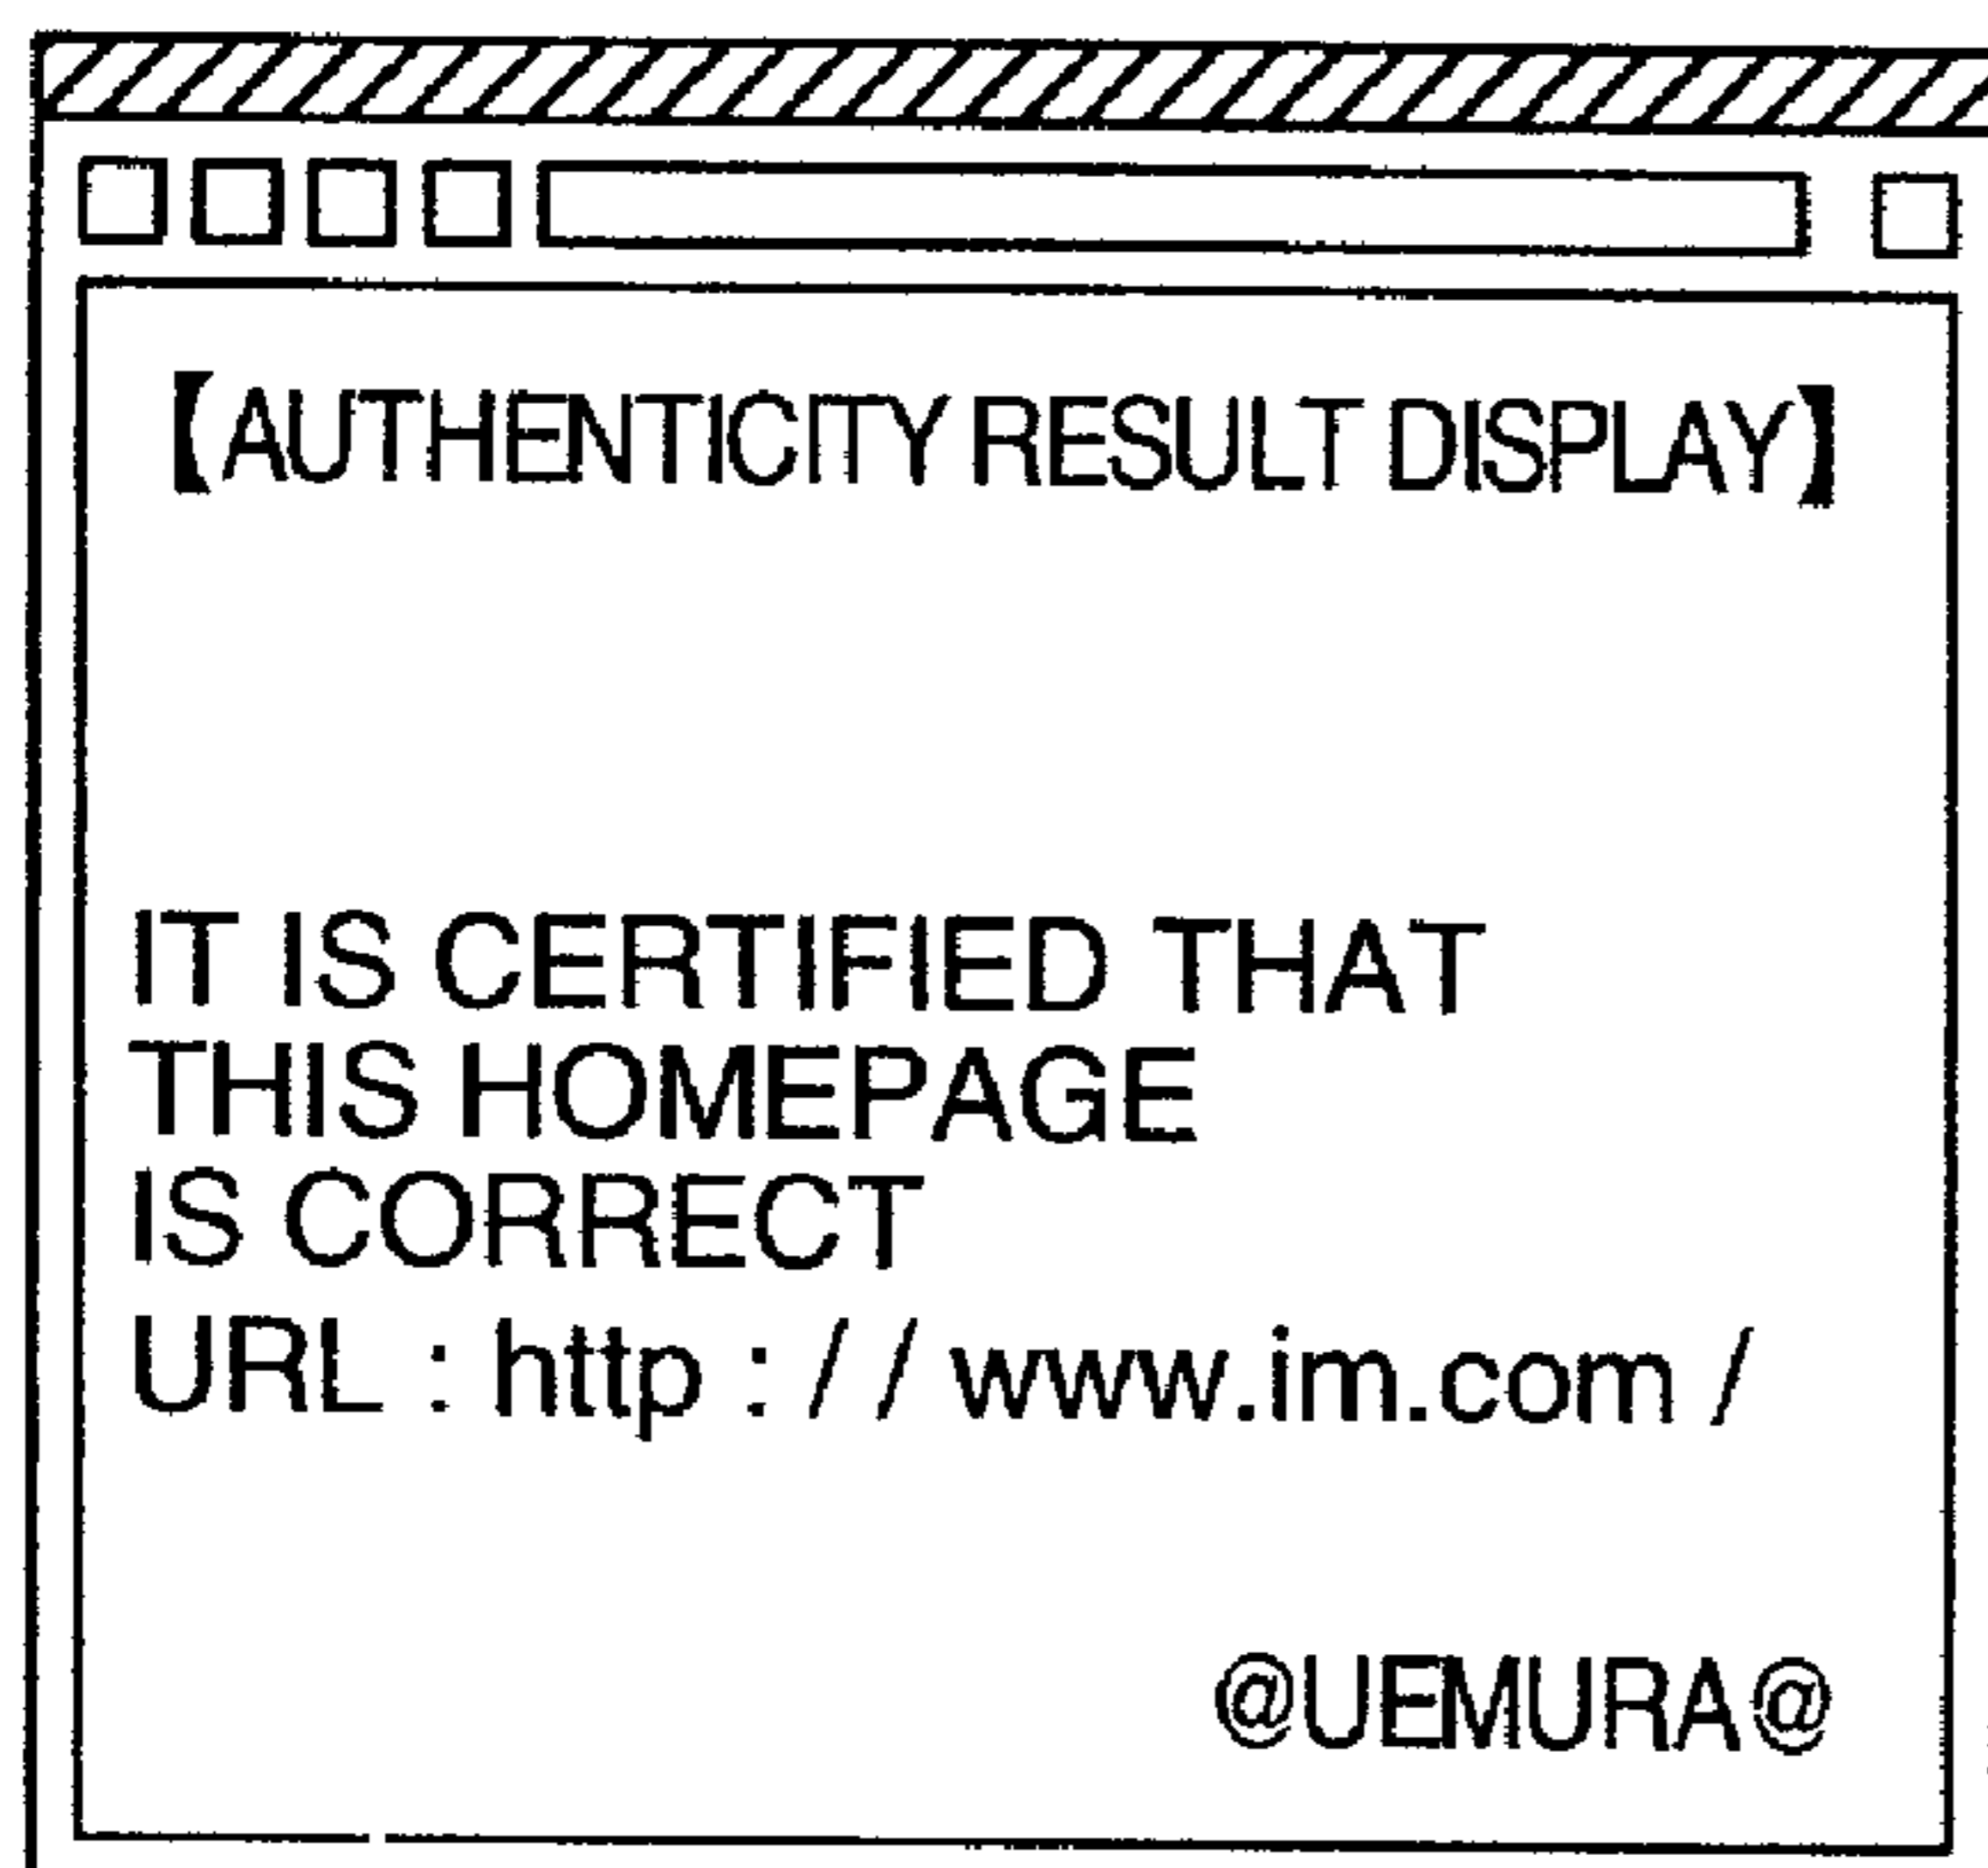 【AUTHENTICITY RESULT DISPLAY】
IT IS CERTIFIED THAT
THIS HOMEPAGE
IS CORRECT
URL : http : / / www.im.com /
@UEMURA@